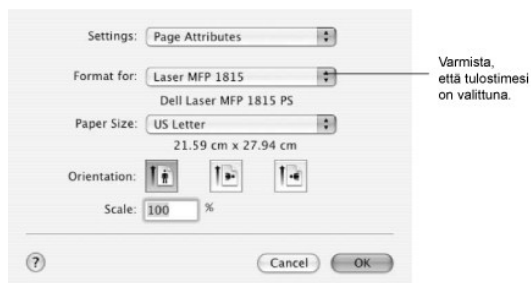 Settings: Page Attributes
Format for: Laser MFP 1815
Dell Laser MFP 1815 PS
Paper Size: US Letter
21.59 cm x 27.94 cm
Orientation:
Scale: 100 %
? Cancel OK
Varmista,
että tulostimesi
on valittuna.